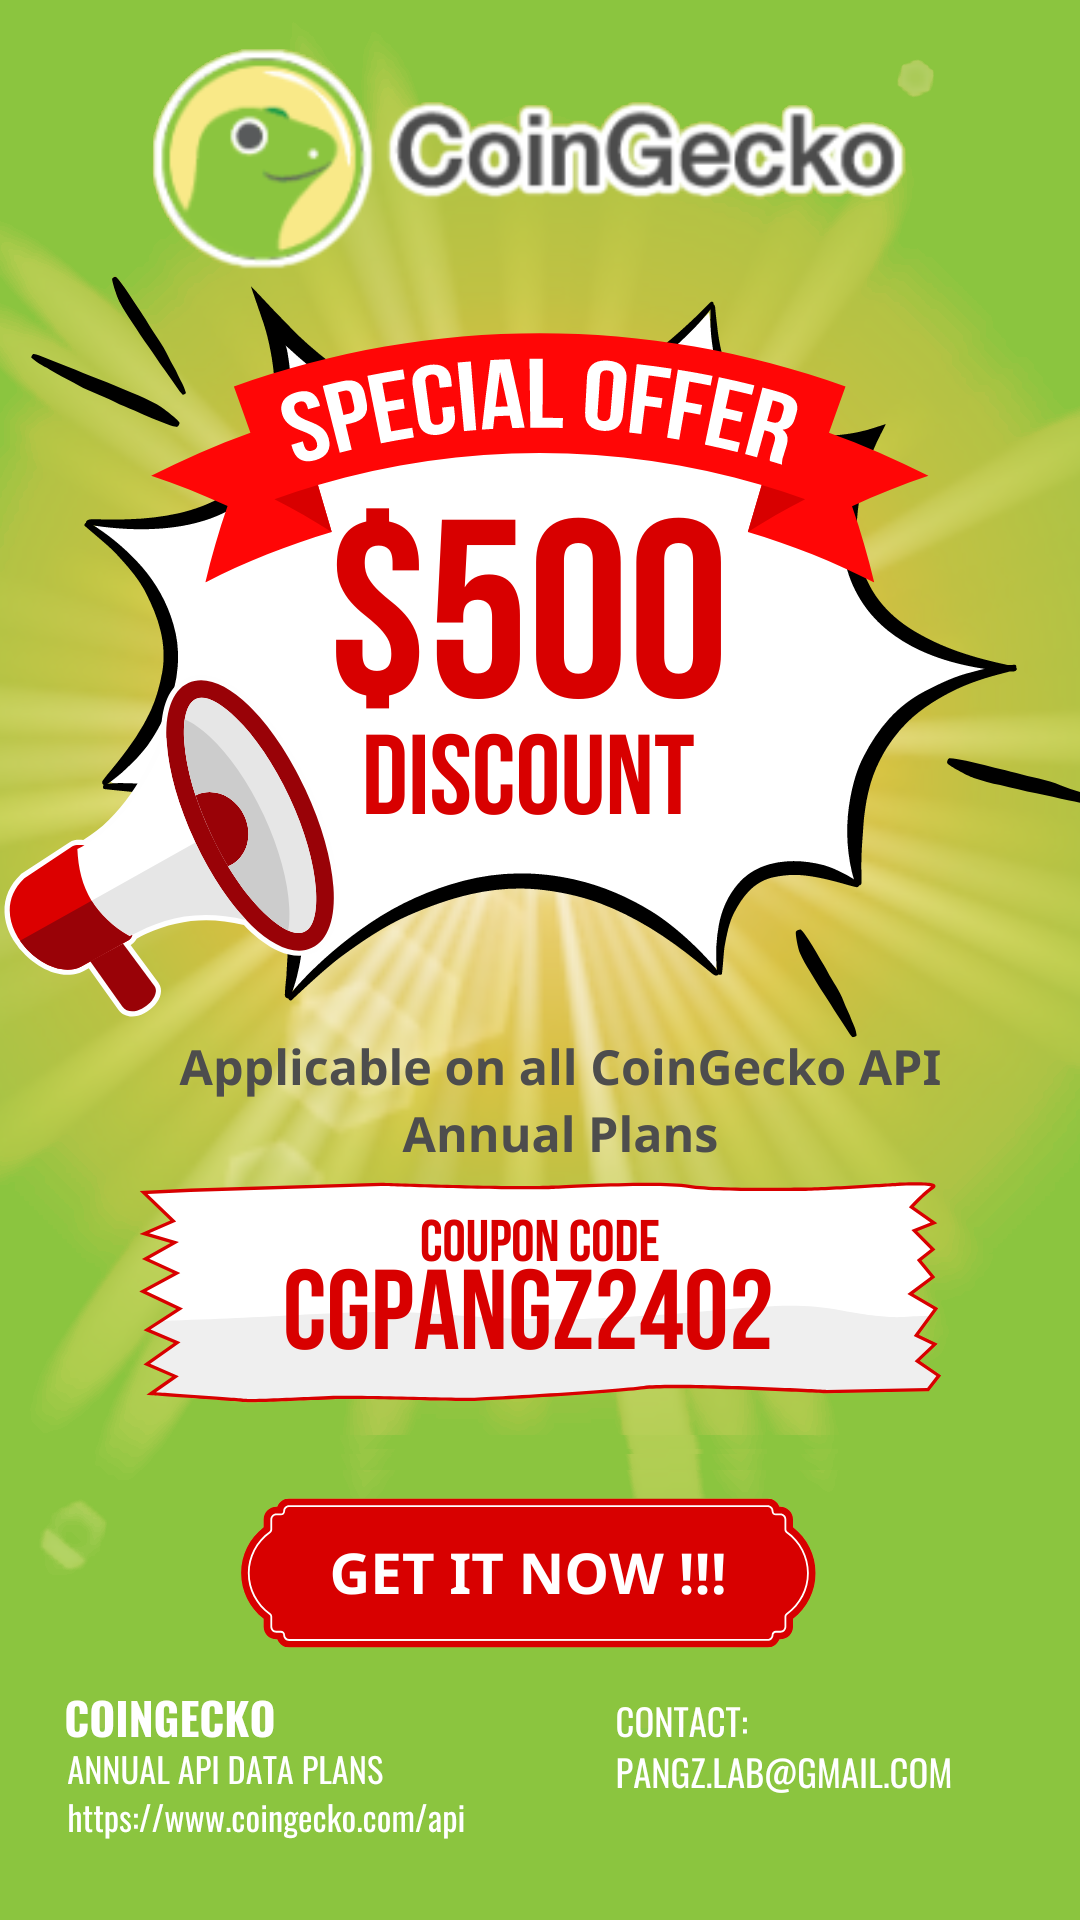 CoinGecko
SPECIAL OFFER
$500
DISCOUNT
Applicable on all CoinGecko API
Annual Plans
COUPON CODE
CGPANGZ2402
GET IT NOW !!!
COINGECKO
ANNUAL API DATA PLANS
https://www.coingecko.com/api
CONTACT:
PANGZ.LAB@GMAIL.COM